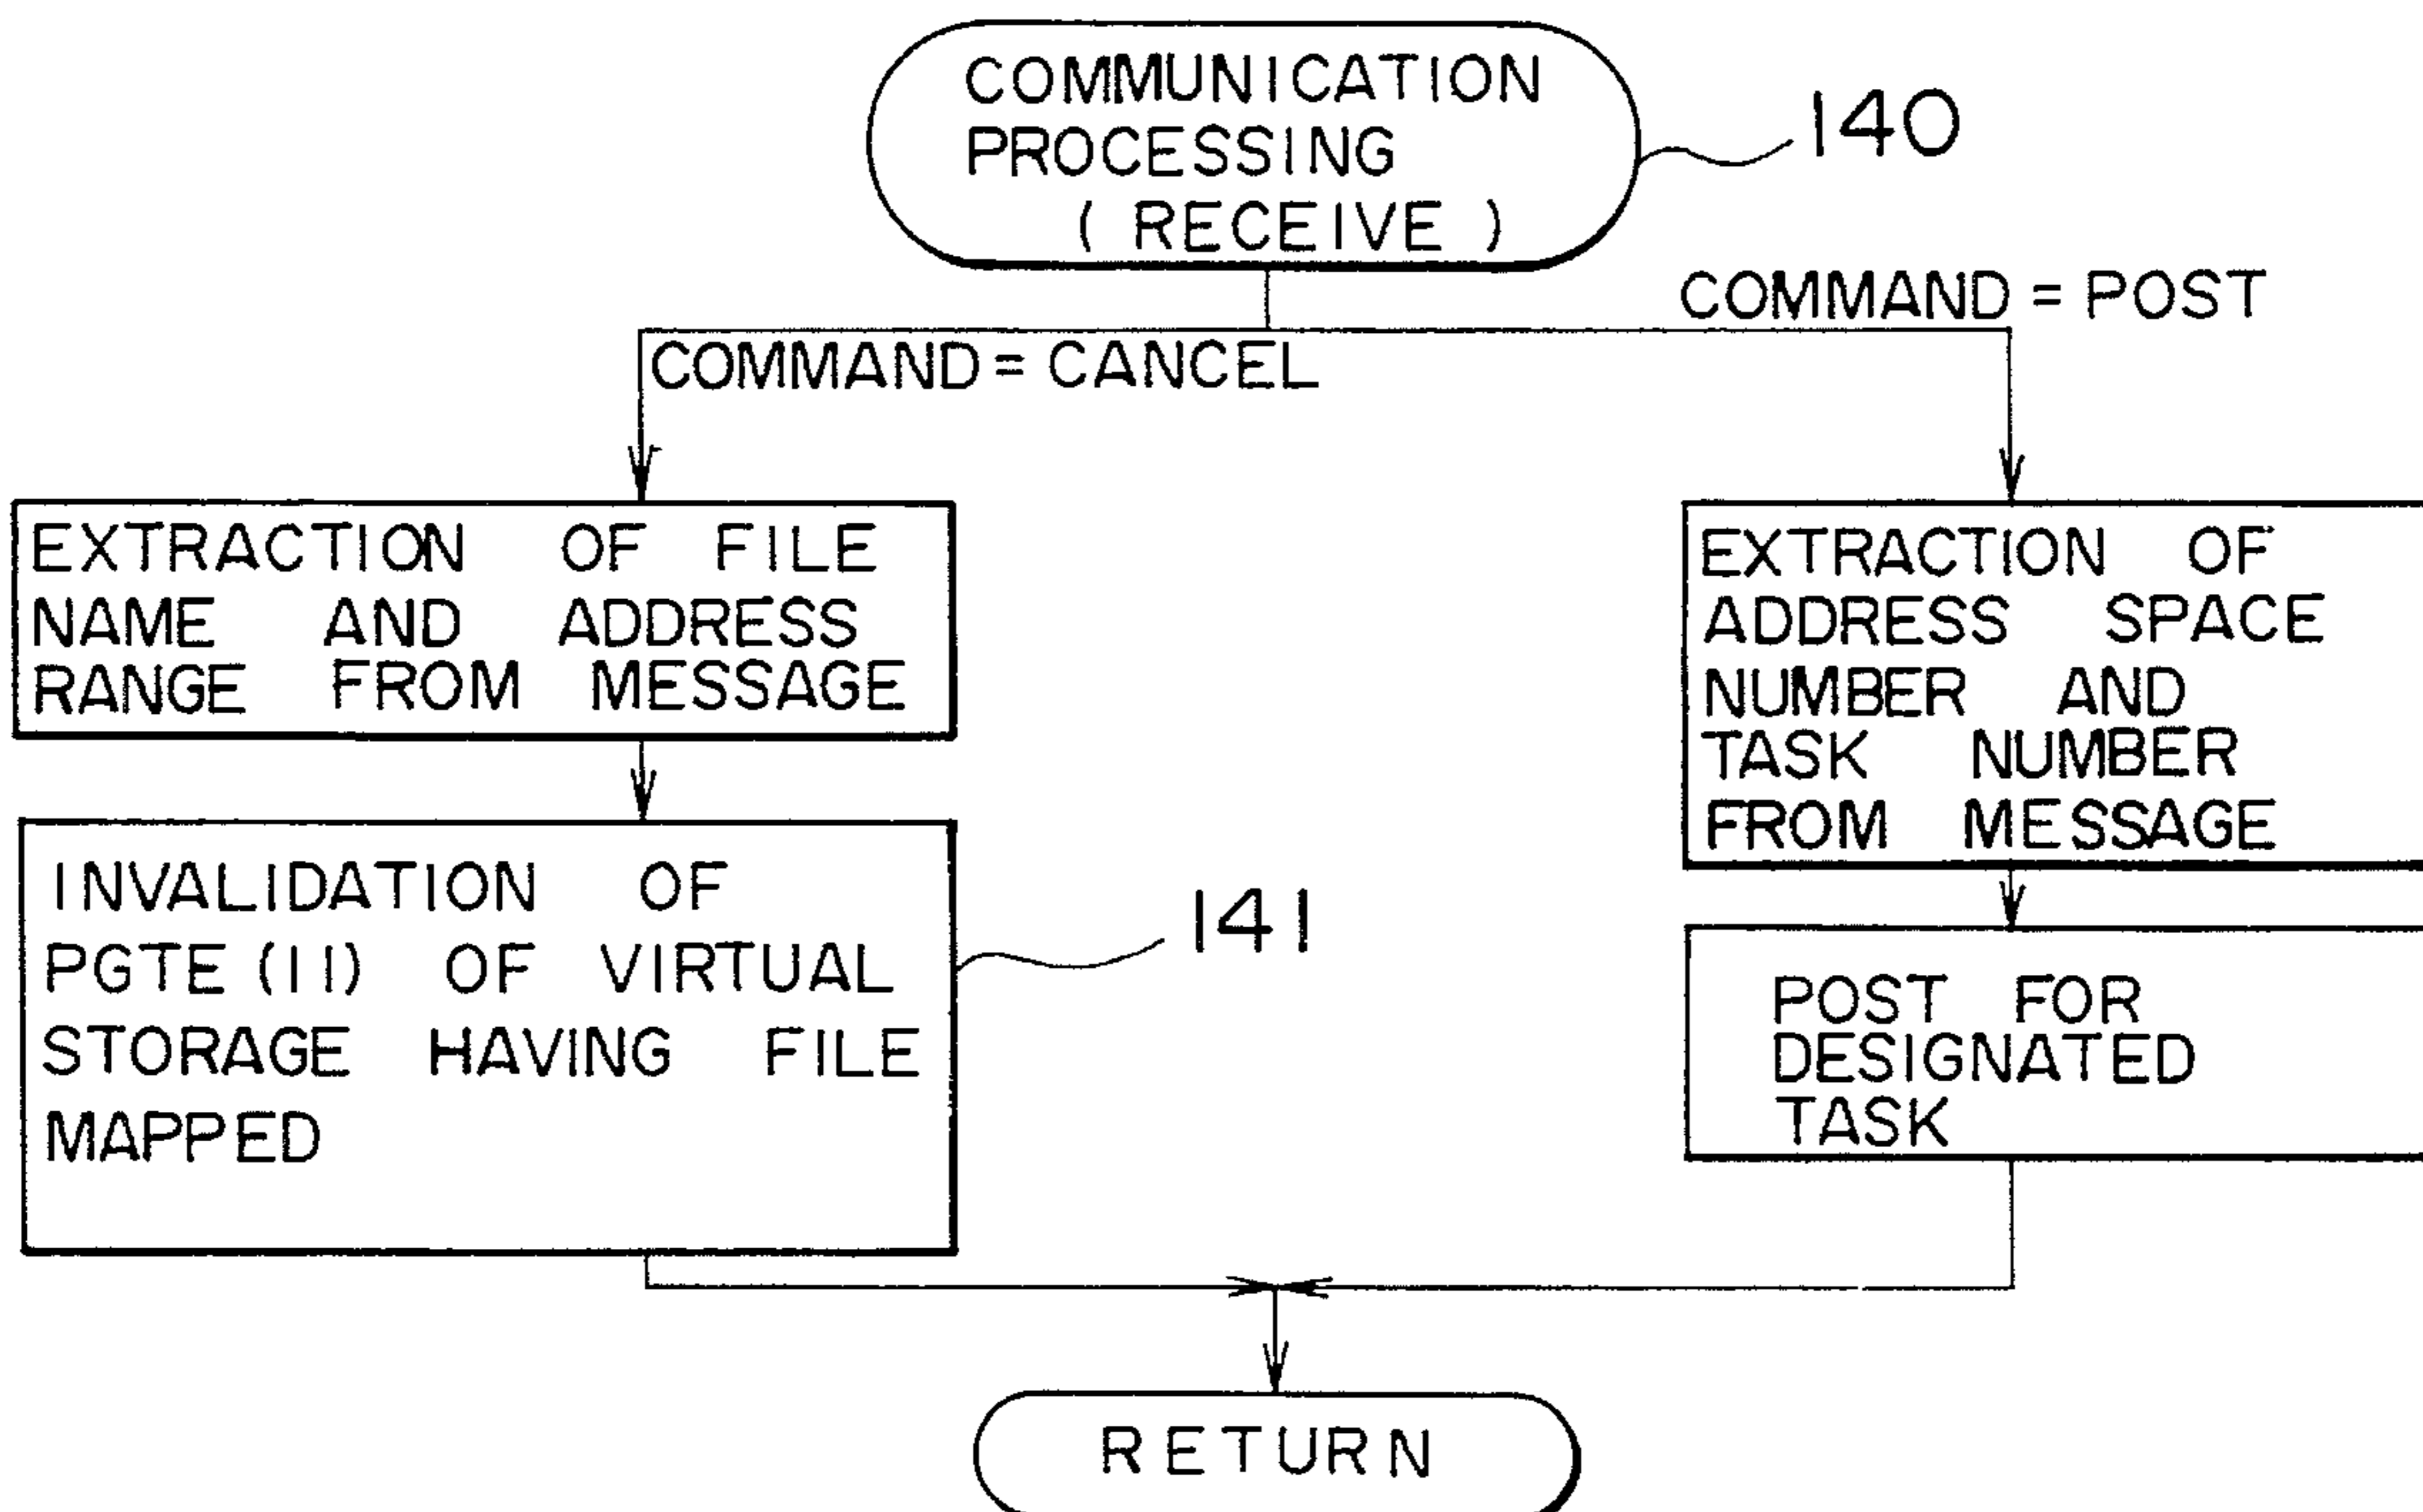 COMMUNICATION
PROCESSING
( RECEIVE )
140
COMMAND = POST
COMMAND = CANCEL
EXTRACTION OF FILE
NAME AND ADDRESS
RANGE FROM MESSAGE
EXTRACTION OF
ADDRESS SPACE
NUMBER AND
TASK NUMBER
FROM MESSAGE
INVALIDATION OF
PGTE (11) OF VIRTUAL
STORAGE HAVING FILE
MAPPED
141
POST FOR
DESIGNATED
TASK
RETURN